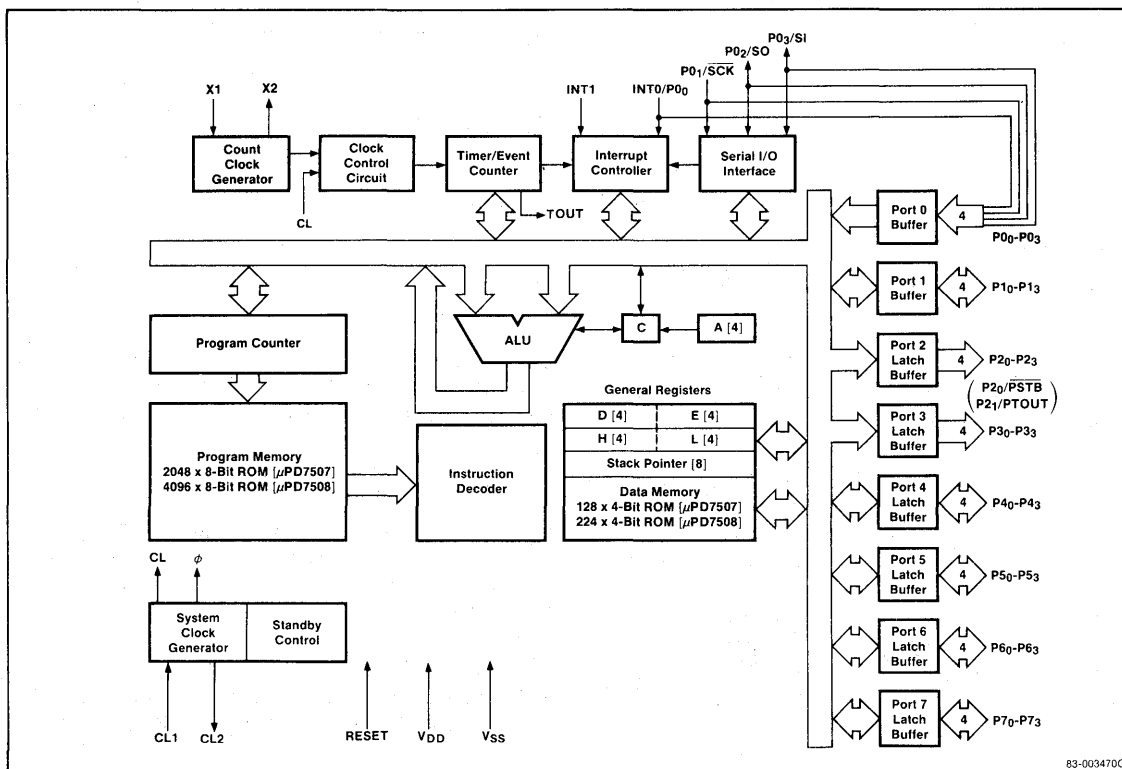 P03/SI
P02/SO
P01/SCK
X1
X2
INT1
INT0/P00
Count
Clock
Generator
Clock
Control
Circuit
Timer/Event
Counter
Interrupt
Controller
Serial I/O
Interface
CL
TOUT
Port 0
Buffer
4
P00-P03
Port 1
Buffer
4
P10-P13
Program Counter
ALU
C
A [4]
Port 2
Latch
Buffer
4
P20-P23
(P20/PSTB
P21/PTOUT)
Port 3
Latch
Buffer
4
P30-P33
General Registers
D [4]
E [4]
H [4]
L [4]
Stack Pointer [8]
Data Memory
128 x 4-Bit ROM [μPD7507]
224 x 4-Bit ROM [μPD7508]
Program Memory
2048 x 8-Bit ROM [μPD7507]
4096 x 8-Bit ROM [μPD7508]
Instruction
Decoder
Port 4
Latch
Buffer
4
P40-P43
Port 5
Latch
Buffer
4
P50-P53
CL
ϕ
System
Clock
Generator
Standby
Control
Port 6
Latch
Buffer
4
P60-P63
Port 7
Latch
Buffer
4
P70-P73
CL1
CL2
RESET
VDD
VSS
83-003470C